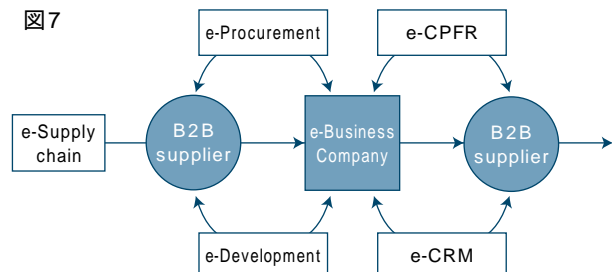 図7
e-Procurement
e-CPFR
e-Supply
chain
B2B
supplier
e-Business
Company
B2B
supplier
e-Development
e-CRM